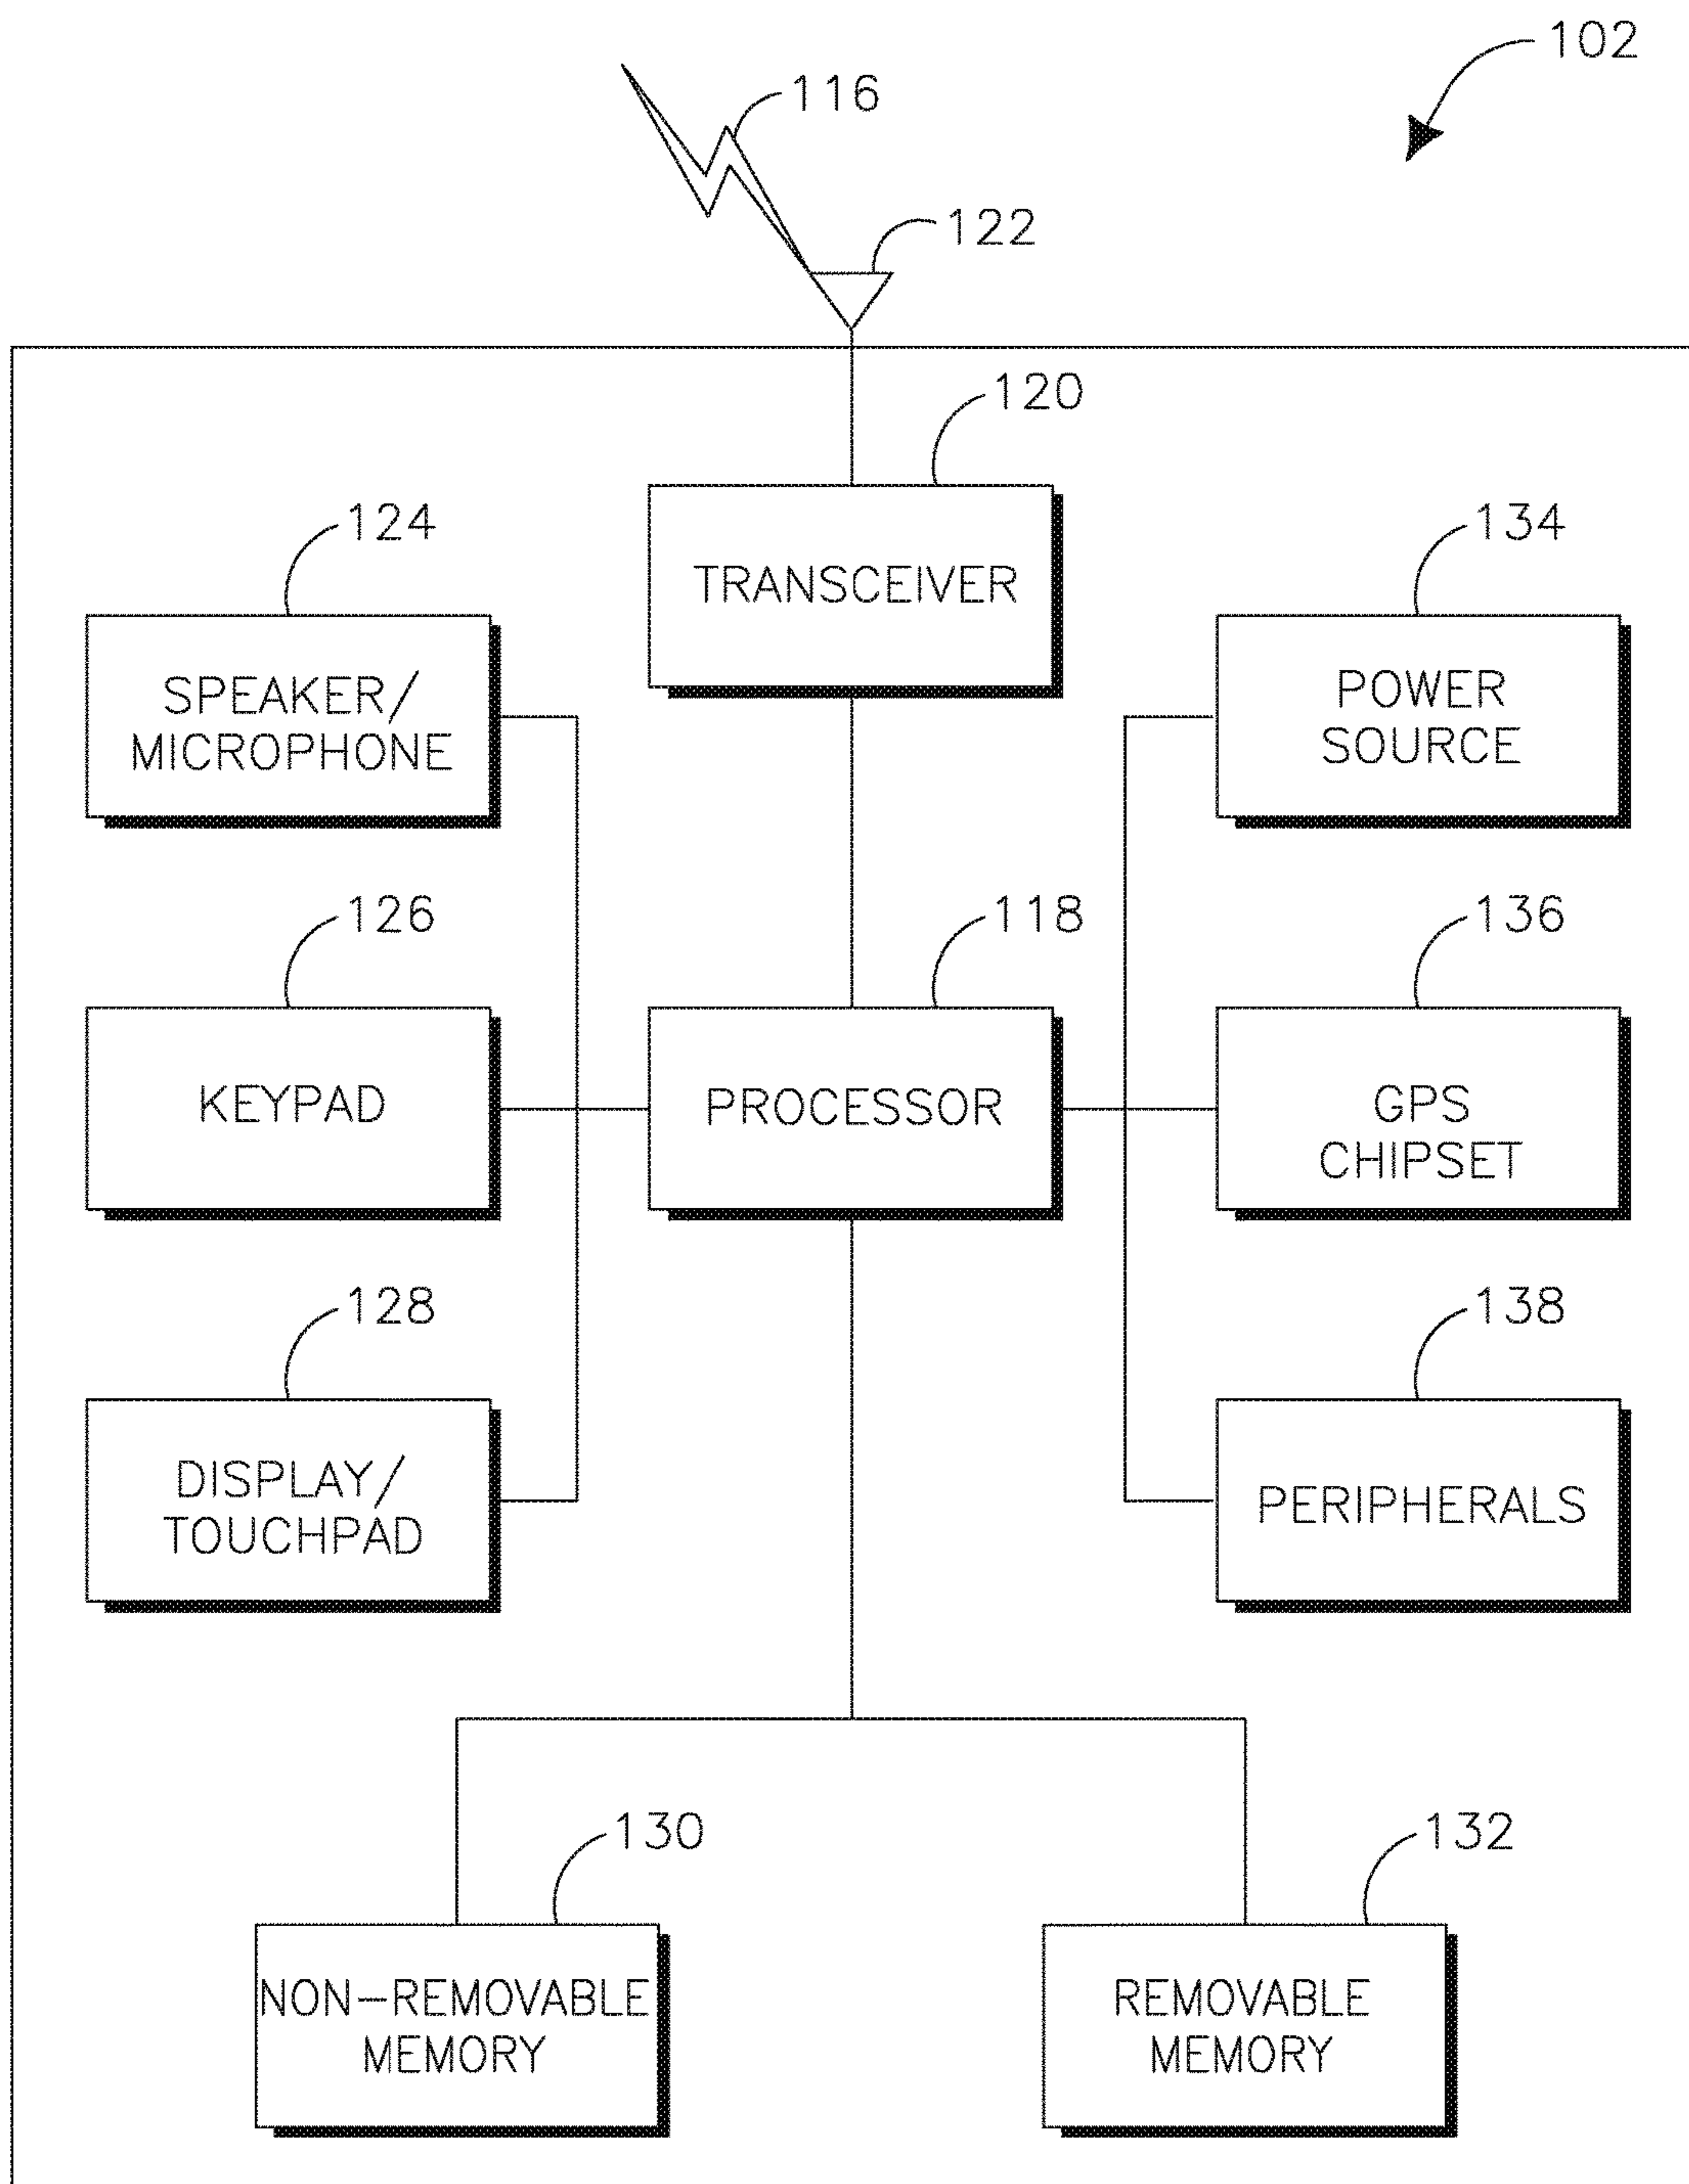 102
116
122
120
TRANSCEIVER
124
SPEAKER/
MICROPHONE
134
POWER
SOURCE
126
KEYPAD
118
PROCESSOR
136
GPS
CHIPSET
128
DISPLAY/
TOUCHPAD
138
PERIPHERALS
130
NON-REMOVABLE
MEMORY
132
REMOVABLE
MEMORY